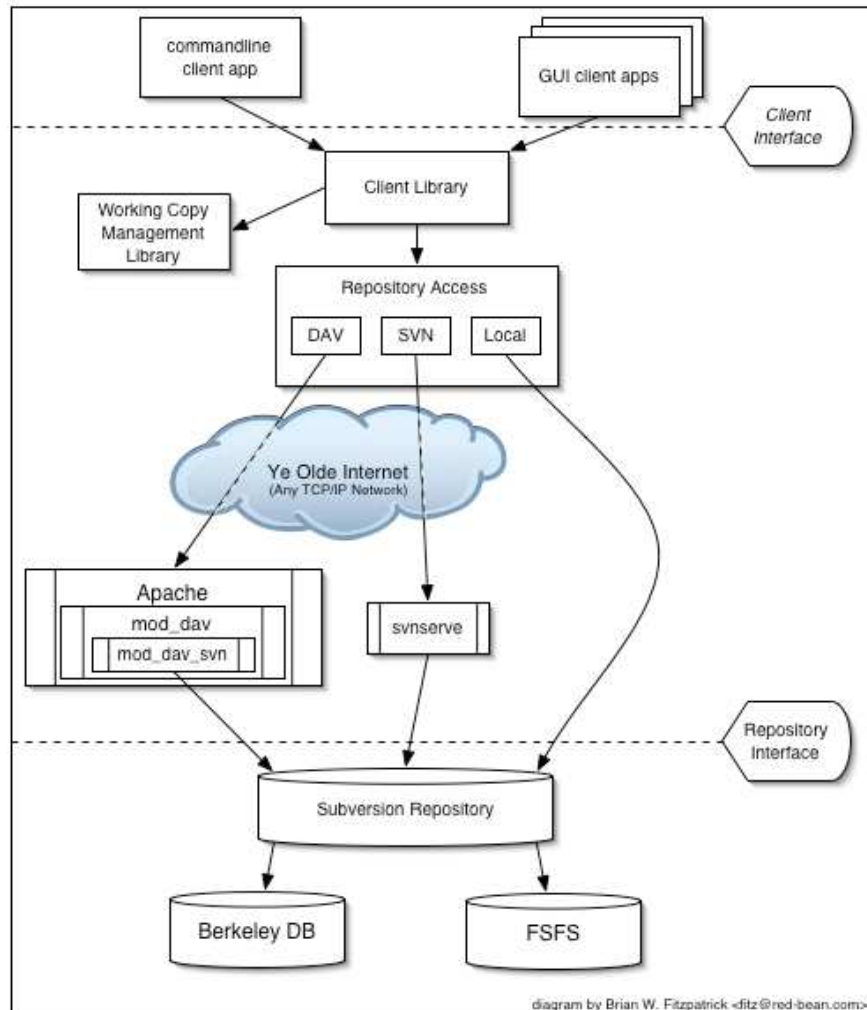 commandline
client app
GUI client apps
Client
Interface
Client Library
Working Copy
Management
Library
Repository Access
DAV
SVN
Local
Ye Olde Internet
(Any TCP/IP Network)
Apache
mod_dav
mod_dav_svn
svnserve
Repository
Interface
Subversion Repository
Berkeley DB
FSFS
diagram by Brian W. Fitzpatrick <fitz@red-bean.com>